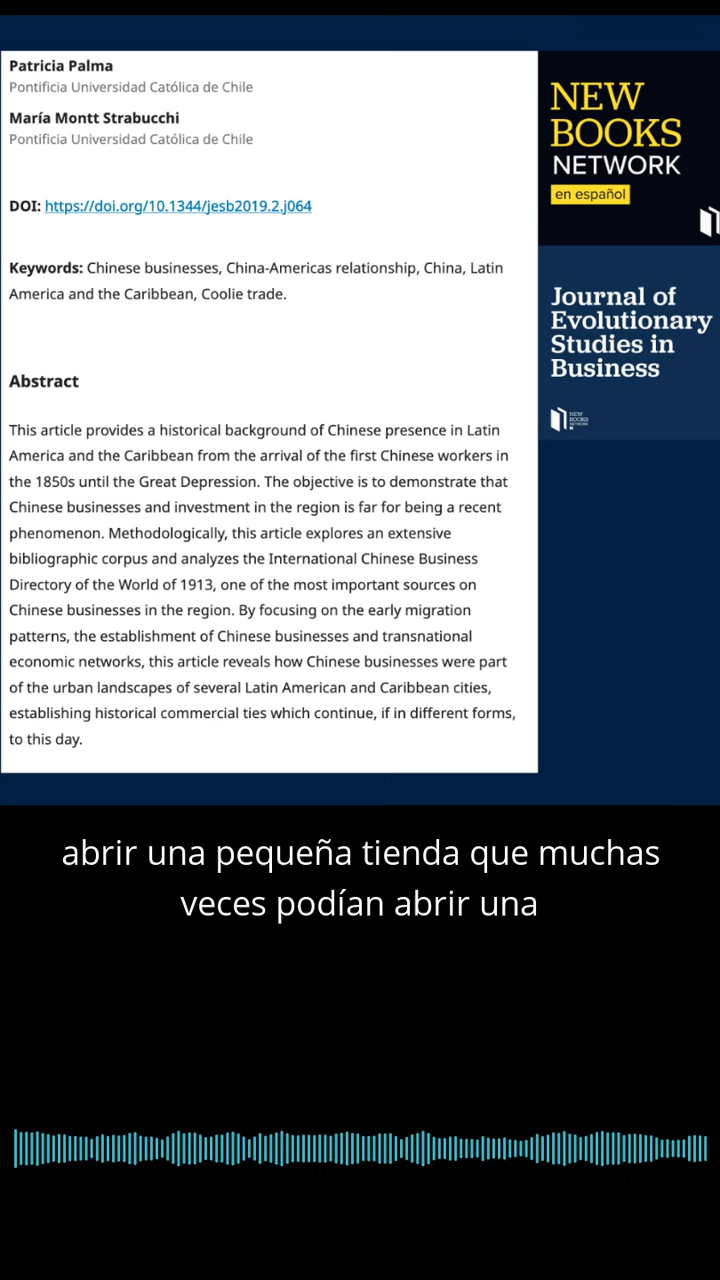 Patricia Palma
Pontificia Universidad Católica de Chile
María Montt Strabucchi
Pontificia Universidad Católica de Chile
DOI: https://doi.org/10.1344/jesb2019.2.j064
Keywords: Chinese businesses, China-Americas relationship, China, Latin
America and the Caribbean, Coolie trade.
Abstract
This article provides a historical background of Chinese presence in Latin
America and the Caribbean from the arrival of the first Chinese workers in
the 1850s until the Great Depression. The objective is to demonstrate that
Chinese businesses and investment in the region is far for being a recent
phenomenon. Methodologically, this article explores an extensive
bibliographic corpus and analyzes the International Chinese Business
Directory of the World of 1913, one of the most important sources on
Chinese businesses in the region. By focusing on the early migration
patterns, the establishment of Chinese businesses and transnational
economic networks, this article reveals how Chinese businesses were part
of the urban landscapes of several Latin American and Caribbean cities,
establishing historical commercial ties which continue, if in different forms,
to this day.
NEW
BOOKS
NETWORK
en español
Journal of
Evolutionary
Studies in
Business
NEW
BOOKS
NETWORK
abrir una pequeña tienda que muchas
veces podían abrir una